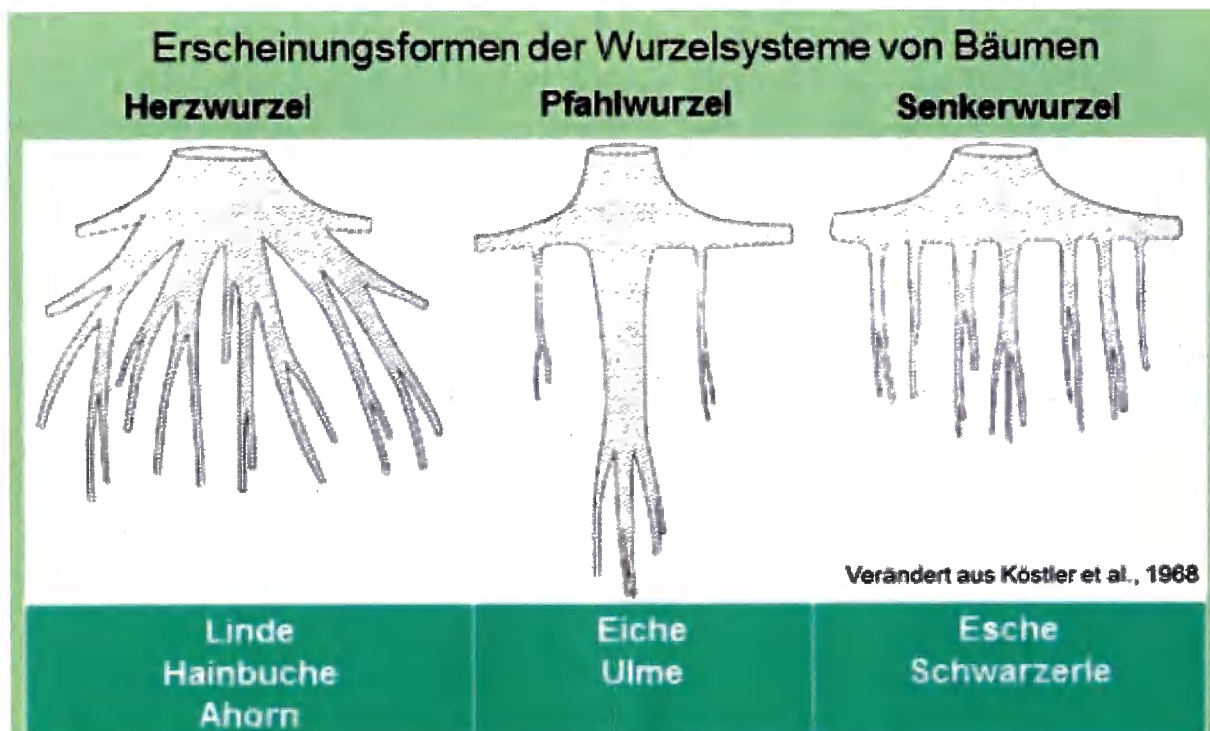 Erscheinungsformen der Wurzelsysteme von Bäumen
Herzwurzel Pfahlwurzel Senkerwurzel
Verändert aus Köstler et al., 1968
Linde Eiche Esche
Hainbuche Ulme Schwarzerle
Ahorn